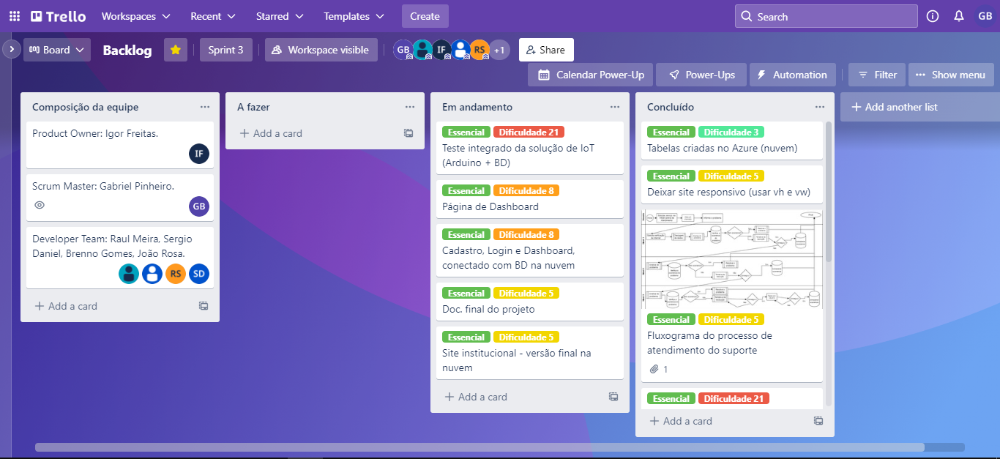 Trello
Workspaces
Recent
Starred
Templates
Create
Search
GB
Board
Backlog
Sprint 3
Workspace visible
GB
IF
RS
+1
Share
Calendar Power-Up
Power-Ups
Automation
Filter
Show menu
Composição da equipe
Product Owner: Igor Freitas.
IF
Scrum Master: Gabriel Pinheiro.
GB
Developer Team: Raul Meira, Sergio
Daniel, Brenno Gomes, João Rosa.
RS
SD
+ Add a card
A fazer
+ Add a card
Em andamento
Essencial Dificuldade 21
Teste integrado da solução de IoT
(Arduino + BD)
Essencial Dificuldade 8
Página de Dashboard
Essencial Dificuldade 8
Cadastro, Login e Dashboard,
conectado com BD na nuvem
Essencial Dificuldade 5
Doc. final do projeto
Essencial Dificuldade 5
Site institucional - versão final na
nuvem
+ Add a card
Concluído
Essencial Dificuldade 3
Tabelas criadas no Azure (nuvem)
Essencial Dificuldade 5
Deixar site responsivo (usar vh e vw)
Essencial Dificuldade 5
Fluxograma do processo de
atendimento do suporte
1
Essencial Dificuldade 21
+ Add a card
+ Add another list